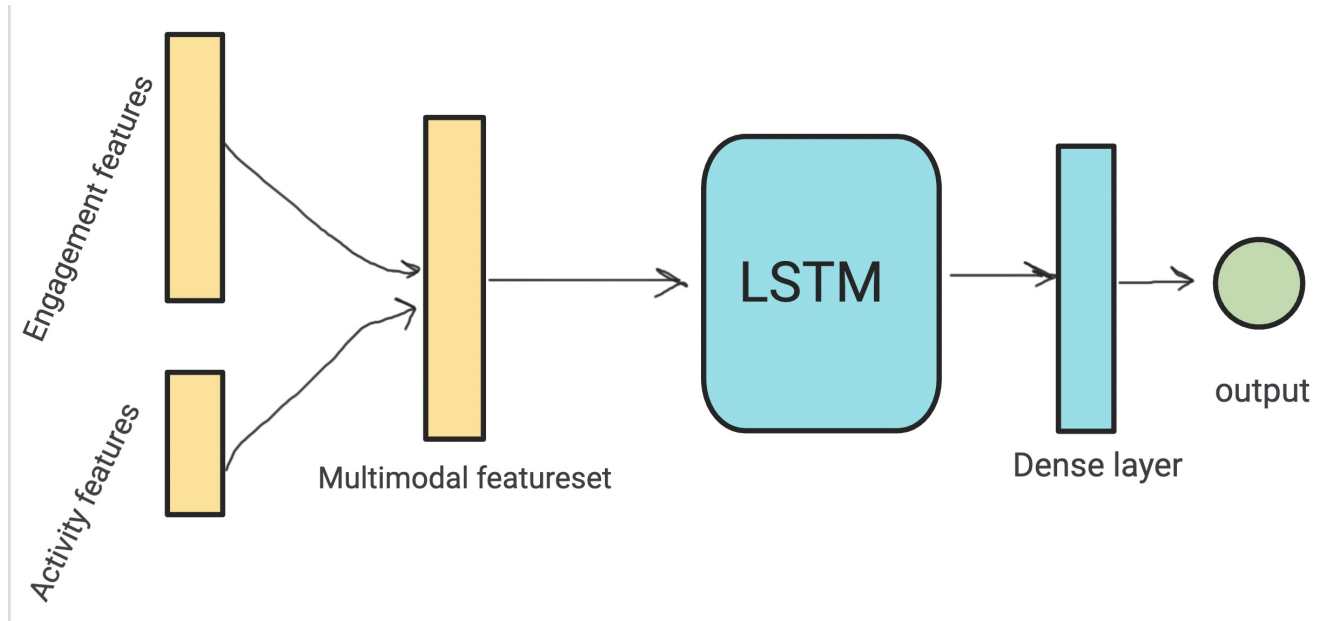 Engagement features
Activity features
Multimodal featureset
LSTM
Dense layer
output